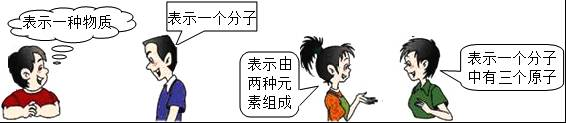 表示一种物质
表示一个分子
表示由
两种元
素组成
表示一个分子
中有三个原子